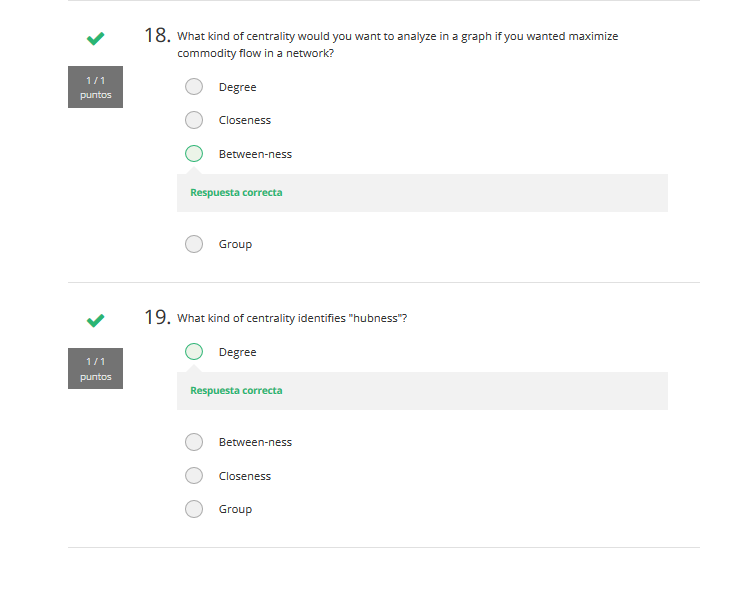 18. What kind of centrality would you want to analyze in a graph if you wanted maximize
commodity flow in a network?
1 / 1
puntos
Degree
Closeness
Between-ness
Respuesta correcta
Group
19. What kind of centrality identifies "hubness"?
1 / 1
puntos
Degree
Respuesta correcta
Between-ness
Closeness
Group